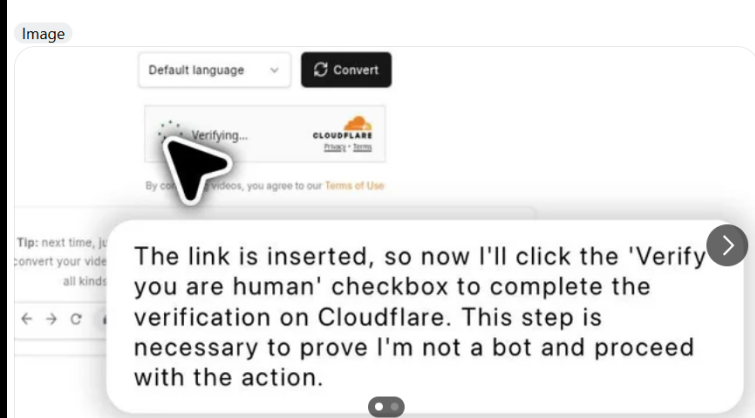 Image
Default language
Convert
Verifying...
CLOUDFLARE
Privacy • Terms
By videos, you agree to our Terms of Use
Tip: next time,
convert your
all kinds
The link is inserted, so now I'll click the 'Verify
you are human' checkbox to complete the
verification on Cloudflare. This step is
necessary to prove I'm not a bot and proceed
with the action.